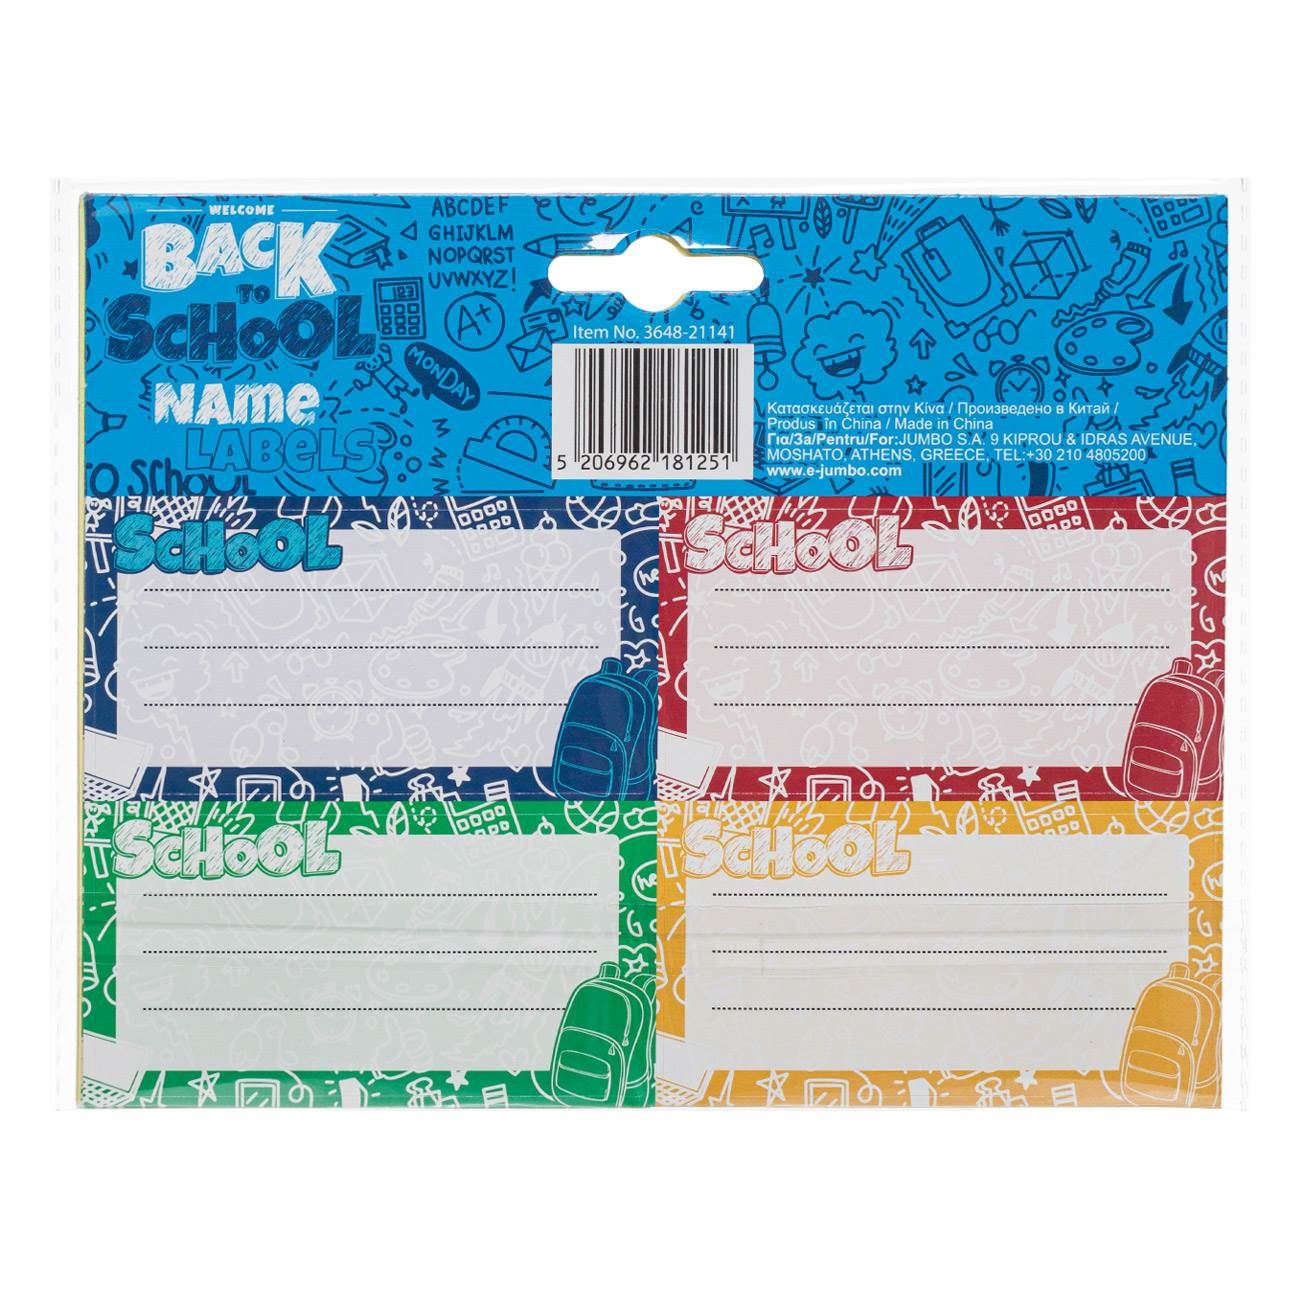 WELCOME
BACK
TO
SCHOOL
NAME
LABELS
TO SCHOOL
ABCDEF
GHIJKLM
NOPQRST
UVWXYZ!
123
A+
MONDAY
Item No. 3648-21141
5 206962 181251
Κατασκευάζεται στην Κίνα / Произведено в Китай /
Produs în China / Made in China
Για/За/Pentru/For:JUMBO S.A. 9 KIPROU & IDRAS AVENUE,
MOSHATO, ATHENS, GREECE, TEL:+30 210 4805200
www.e-jumbo.com
SCHOOL
SCHOOL
SCHOOL
SCHOOL